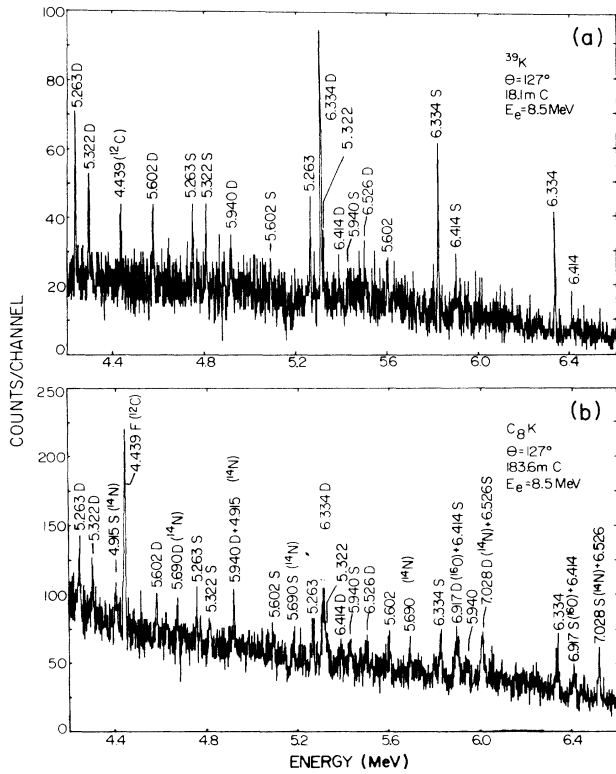 (a)
39K
Θ=127°
18.1m C
Ee=8.5MeV
100
80
60
40
20
0
5.263D
5.322 D
4.439 (12C)
5.602 D
5.263 S
5.322 S
5.940 D
5.602 S
5.263
6.334 D
5.322
6.414 D
5.940 S
6.526 D
5.602
6.334 S
6.414 S
6.334
6.414
4.4
4.8
5.2
5.6
6.0
6.4
COUNTS/CHANNEL
(b)
C8K
Θ=127°
183.6m C
Ee=8.5MeV
250
200
150
100
50
0
5.263 D
5.322 D
4.915 S (14N)
4.439 F (12C)
5.602 D
5.690D (14N)
5.263 S
5.322 S
5.940 D+4.915 (14N)
5.602 S
5.690 S (14N)
5.263
6.334 D
5.322
6.414D
5.940S
6.526 D
5.602
5.690 (14N)
6.334 S
6.917 D (16O)+6.414 S
5.940
7.028 D (14N)+6.526S
6.334
6.917 S(16O)+6.414
7.028 S (14N)+6.526
4.4
4.8
5.2
5.6
6.0
6.4
ENERGY (MeV)